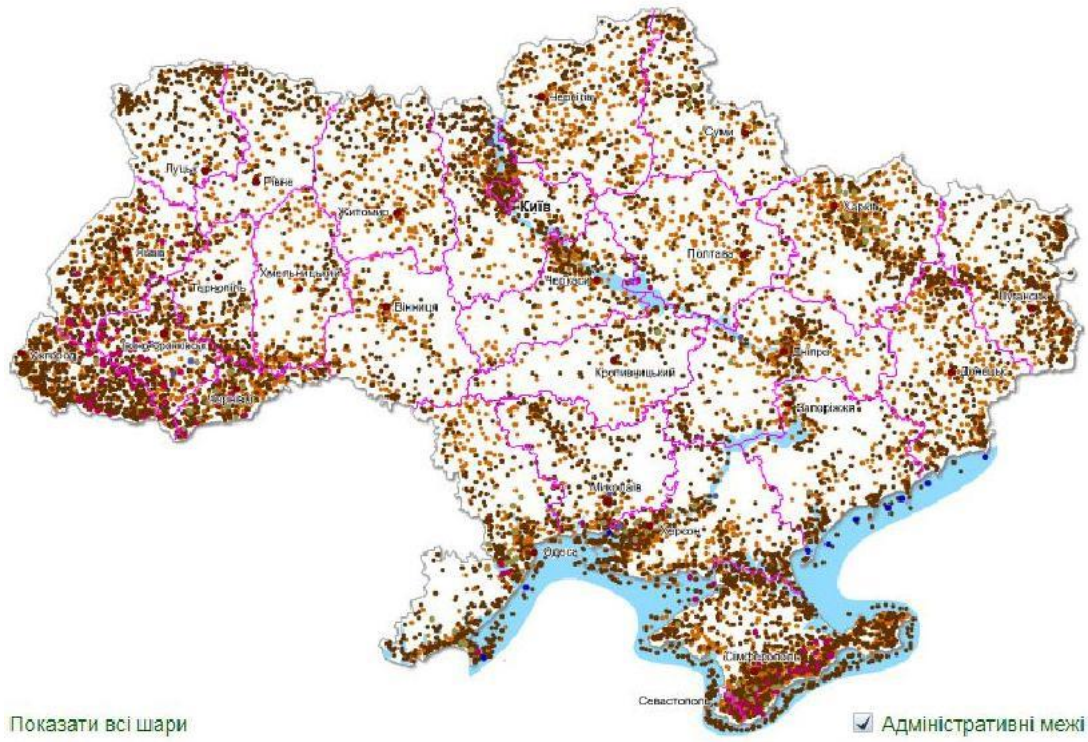 Чернігів
Суми
Луцьк
Рівне
Київ
Житомир
Харків
Львів
Полтава
Хмельницький
Тернопіль
Черкаси
Луганськ
Вінниця
Івано-Франківськ
Ужгород
Дніпро
Кропивницький
Донецьк
Чернівці
Запоріжжя
Миколаїв
Херсон
Одеса
Сімферополь
Севастополь
Показати всі шари
Адміністративні межі